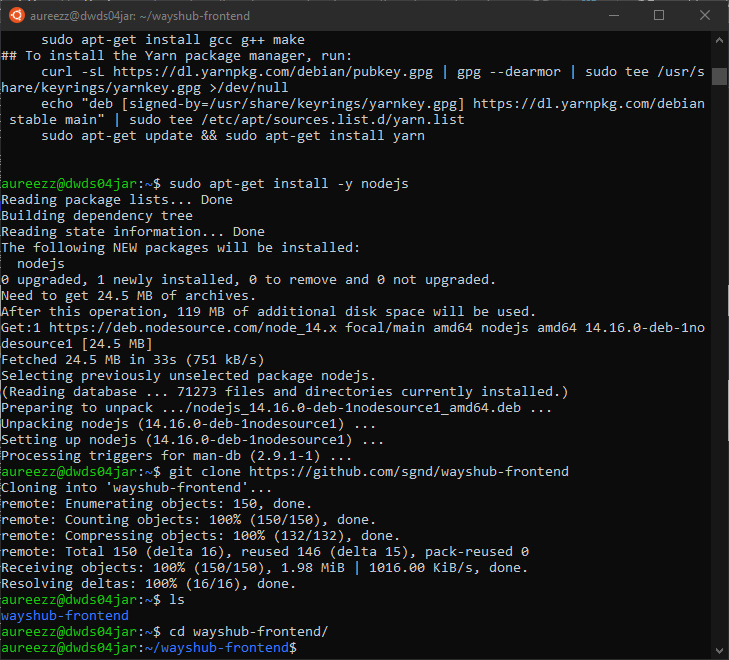 aureezz@dwds04jar: ~/wayshub-frontend
    sudo apt-get install gcc g++ make
## To install the Yarn package manager, run:
     curl -sL https://dl.yarnpkg.com/debian/pubkey.gpg | gpg --dearmor | sudo tee /usr/s
hare/keyrings/yarnkey.gpg >/dev/null
     echo "deb [signed-by=/usr/share/keyrings/yarnkey.gpg] https://dl.yarnpkg.com/debian
 stable main" | sudo tee /etc/apt/sources.list.d/yarn.list
     sudo apt-get update && sudo apt-get install yarn
aureezz@dwds04jar:~$ sudo apt-get install -y nodejs
Reading package lists... Done
Building dependency tree
Reading state information... Done
The following NEW packages will be installed:
  nodejs
0 upgraded, 1 newly installed, 0 to remove and 0 not upgraded.
Need to get 24.5 MB of archives.
After this operation, 119 MB of additional disk space will be used.
Get:1 https://deb.nodesource.com/node_14.x focal/main amd64 nodejs amd64 14.16.0-deb-1no
desource1 [24.5 MB]
Fetched 24.5 MB in 33s (751 kB/s)
Selecting previously unselected package nodejs.
(Reading database ... 71273 files and directories currently installed.)
Preparing to unpack .../nodejs_14.16.0-deb-1nodesource1_amd64.deb ...
Unpacking nodejs (14.16.0-deb-1nodesource1) ...
Setting up nodejs (14.16.0-deb-1nodesource1) ...
Processing triggers for man-db (2.9.1-1) ...
aureezz@dwds04jar:~$ git clone https://github.com/sgnd/wayshub-frontend
Cloning into 'wayshub-frontend'...
remote: Enumerating objects: 150, done.
remote: Counting objects: 100% (150/150), done.
remote: Compressing objects: 100% (132/132), done.
remote: Total 150 (delta 16), reused 146 (delta 15), pack-reused 0
Receiving objects: 100% (150/150), 1.98 MiB | 1016.00 KiB/s, done.
Resolving deltas: 100% (16/16), done.
aureezz@dwds04jar:~$ ls
wayshub-frontend
aureezz@dwds04jar:~$ cd wayshub-frontend/
aureezz@dwds04jar:~/wayshub-frontend$